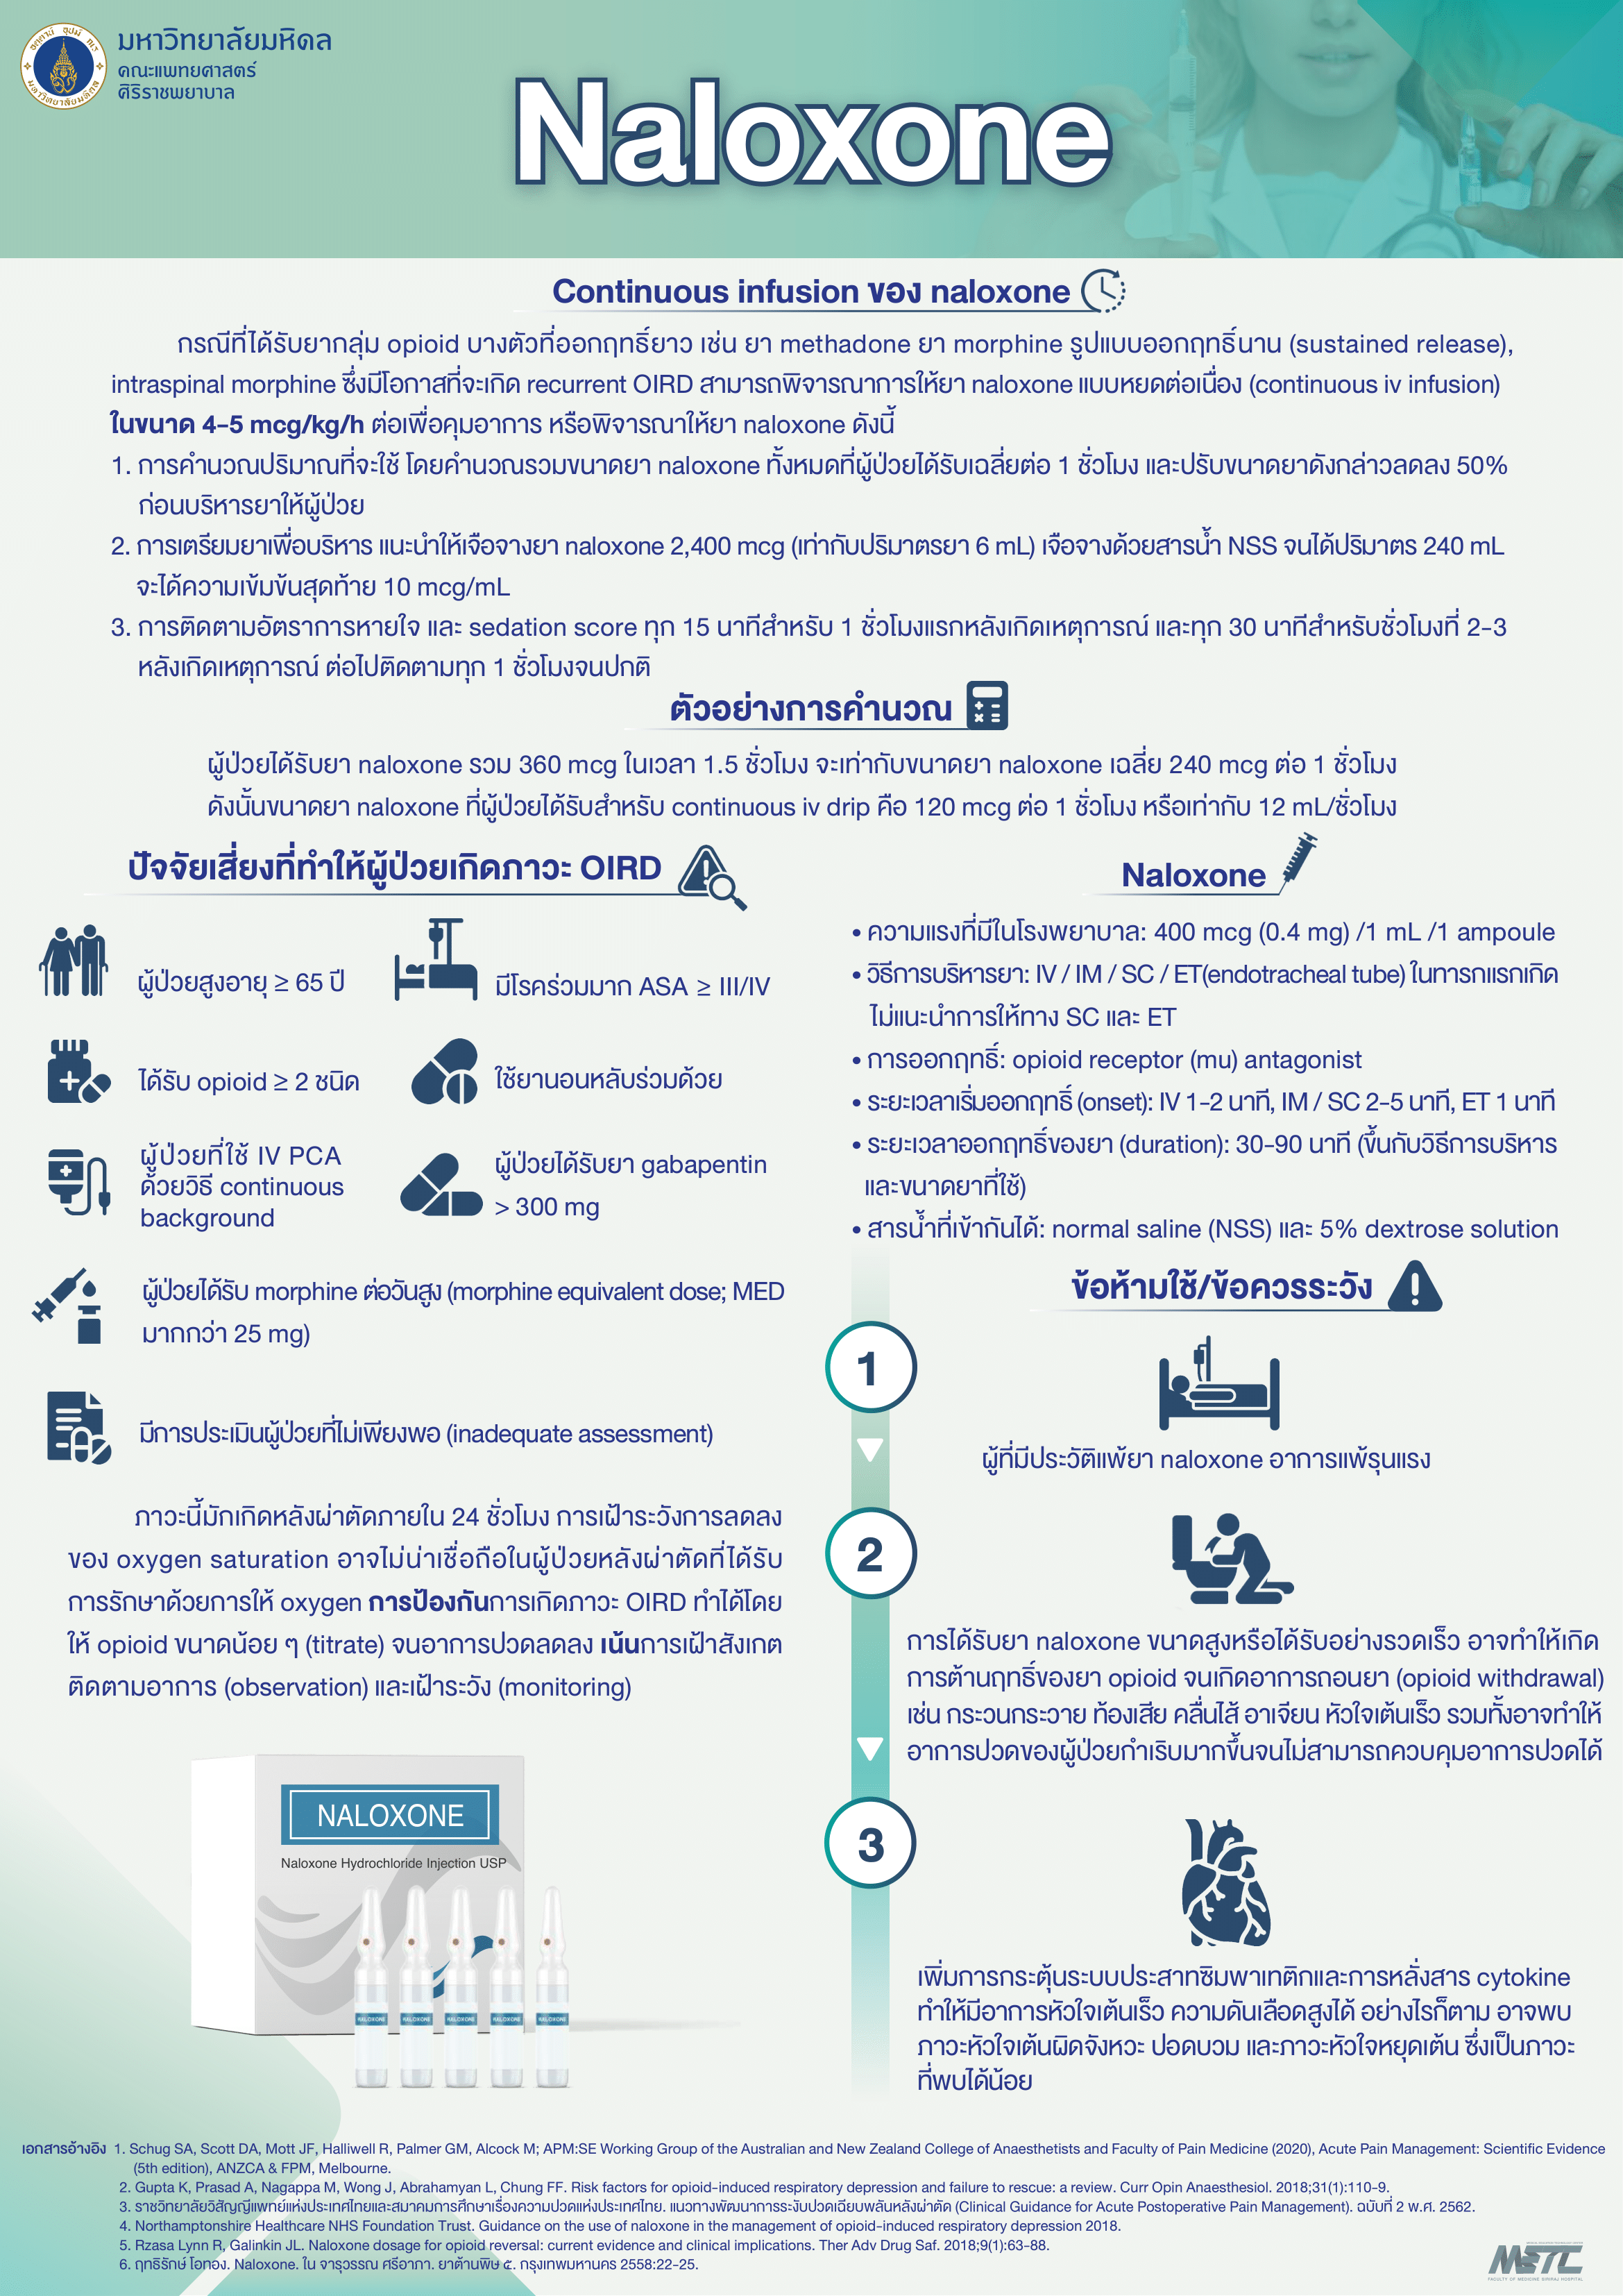 มหาวิทยาลัยมหิดล
คณะแพทยศาสตร์
ศิริราชพยาบาล
Naloxone
Continuous infusion ของ naloxone
กรณีที่ได้รับยากลุ่ม opioid บางตัวที่ออกฤทธิ์ยาว เช่น ยา methadone ยา morphine รูปแบบออกฤทธิ์นาน (sustained release),
intraspinal morphine ซึ่งมีโอกาสที่จะเกิด recurrent OIRD สามารถพิจารณาการให้ยา naloxone แบบหยดต่อเนื่อง (continuous iv infusion)
ในขนาด 4-5 mcg/kg/h ต่อเพื่อคุมอาการ หรือพิจารณาให้ยา naloxone ดังนี้
1. การคำนวณปริมาณที่จะใช้ โดยคำนวณรวมขนาดยา naloxone ทั้งหมดที่ผู้ป่วยได้รับเฉลี่ยต่อ 1 ชั่วโมง และปรับขนาดยาดังกล่าวลดลง 50%
ก่อนบริหารยาให้ผู้ป่วย
2. การเตรียมยาเพื่อบริหาร แนะนำให้เจือจางยา naloxone 2,400 mcg (เท่ากับปริมาตรยา 6 mL) เจือจางด้วยสารน้ำ NSS จนได้ปริมาตร 240 mL
จะได้ความเข้มข้นสุดท้าย 10 mcg/mL
3. การติดตามอัตราการหายใจ และ sedation score ทุก 15 นาทีสำหรับ 1 ชั่วโมงแรกหลังเกิดเหตุการณ์ และทุก 30 นาทีสำหรับชั่วโมงที่ 2-3
หลังเกิดเหตุการณ์ ต่อไปติดตามทุก 1 ชั่วโมงจนปกติ
ตัวอย่างการคำนวณ
ผู้ป่วยได้รับยา naloxone รวม 360 mcg ในเวลา 1.5 ชั่วโมง จะเท่ากับขนาดยา naloxone เฉลี่ย 240 mcg ต่อ 1 ชั่วโมง
ดังนั้นขนาดยา naloxone ที่ผู้ป่วยได้รับสำหรับ continuous iv drip คือ 120 mcg ต่อ 1 ชั่วโมง หรือเท่ากับ 12 mL/ชั่วโมง
ปัจจัยเสี่ยงที่ทำให้ผู้ป่วยเกิดภาวะ OIRD
ผู้ป่วยสูงอายุ ≥ 65 ปี
มีโรคร่วมมาก ASA ≥ III/IV
ได้รับ opioid ≥ 2 ชนิด
ใช้ยานอนหลับร่วมด้วย
ผู้ป่วยที่ใช้ IV PCA
ด้วยวิธี continuous
background
ผู้ป่วยได้รับยา gabapentin
> 300 mg
ผู้ป่วยได้รับ morphine ต่อวันสูง (morphine equivalent dose; MED
มากกว่า 25 mg)
มีการประเมินผู้ป่วยที่ไม่เพียงพอ (inadequate assessment)
ภาวะนี้มักเกิดหลังผ่าตัดภายใน 24 ชั่วโมง การเฝ้าระวังการลดลง
ของ oxygen saturation อาจไม่น่าเชื่อถือในผู้ป่วยหลังผ่าตัดที่ได้รับ
การรักษาด้วยการให้ oxygen การป้องกันการเกิดภาวะ OIRD ทำได้โดย
ให้ opioid ขนาดน้อย ๆ (titrate) จนอาการปวดลดลง เน้นการเฝ้าสังเกต
ติดตามอาการ (observation) และเฝ้าระวัง (monitoring)
NALOXONE
Naloxone Hydrochloride Injection USP
NALOXONE NALOXONE NALOXONE NALOXONE NALOXONE
Naloxone
• ความแรงที่มีในโรงพยาบาล: 400 mcg (0.4 mg) /1 mL /1 ampoule
• วิธีการบริหารยา: IV / IM / SC / ET(endotracheal tube) ในทารกแรกเกิด
ไม่แนะนำการให้ทาง SC และ ET
• การออกฤทธิ์: opioid receptor (mu) antagonist
• ระยะเวลาเริ่มออกฤทธิ์ (onset): IV 1-2 นาที, IM / SC 2-5 นาที, ET 1 นาที
• ระยะเวลาออกฤทธิ์ของยา (duration): 30-90 นาที (ขึ้นกับวิธีการบริหาร
และขนาดยาที่ใช้)
• สารน้ำที่เข้ากันได้: normal saline (NSS) และ 5% dextrose solution
ข้อห้ามใช้/ข้อควรระวัง
1
ผู้ที่มีประวัติแพ้ยา naloxone อาการแพ้รุนแรง
2
การได้รับยา naloxone ขนาดสูงหรือได้รับอย่างรวดเร็ว อาจทำให้เกิด
การต้านฤทธิ์ของยา opioid จนเกิดอาการถอนยา (opioid withdrawal)
เช่น กระวนกระวาย ท้องเสีย คลื่นไส้ อาเจียน หัวใจเต้นเร็ว รวมทั้งอาจทำให้
อาการปวดของผู้ป่วยกำเริบมากขึ้นจนไม่สามารถควบคุมอาการปวดได้
3
เพิ่มการกระตุ้นระบบประสาทซิมพาเทติกและการหลั่งสาร cytokine
ทำให้มีอาการหัวใจเต้นเร็ว ความดันเลือดสูงได้ อย่างไรก็ตาม อาจพบ
ภาวะหัวใจเต้นผิดจังหวะ ปอดบวม และภาวะหัวใจหยุดเต้น ซึ่งเป็นภาวะ
ที่พบได้น้อย
เอกสารอ้างอิง 1. Schug SA, Scott DA, Mott JF, Halliwell R, Palmer GM, Alcock M; APM:SE Working Group of the Australian and New Zealand College of Anaesthetists and Faculty of Pain Medicine (2020), Acute Pain Management: Scientific Evidence
(5th edition), ANZCA & FPM, Melbourne.
2. Gupta K, Prasad A, Nagappa M, Wong J, Abrahamyan L, Chung FF. Risk factors for opioid-induced respiratory depression and failure to rescue: a review. Curr Opin Anaesthesiol. 2018;31(1):110-9.
3. ราชวิทยาลัยวิสัญญีแพทย์แห่งประเทศไทยและสมาคมการศึกษาเรื่องความปวดแห่งประเทศไทย. แนวทางพัฒนาการระงับปวดเฉียบพลันหลังผ่าตัด (Clinical Guidance for Acute Postoperative Pain Management). ฉบับที่ 2 พ.ศ. 2562.
4. Northamptonshire Healthcare NHS Foundation Trust. Guidance on the use of naloxone in the management of opioid-induced respiratory depression 2018.
5. Rzasa Lynn R, Galinkin JL. Naloxone dosage for opioid reversal: current evidence and clinical implications. Ther Adv Drug Saf. 2018;9(1):63-88.
6. ฤทธิรักษ์ โอทอง. Naloxone. ใน จารุวรรณ ศรีอาภา. ยาต้านพิษ ๕. กรุงเทพมหานคร 2558:22-25.
METC
FACULTY OF MEDICINE SIRIRAJ HOSPITAL